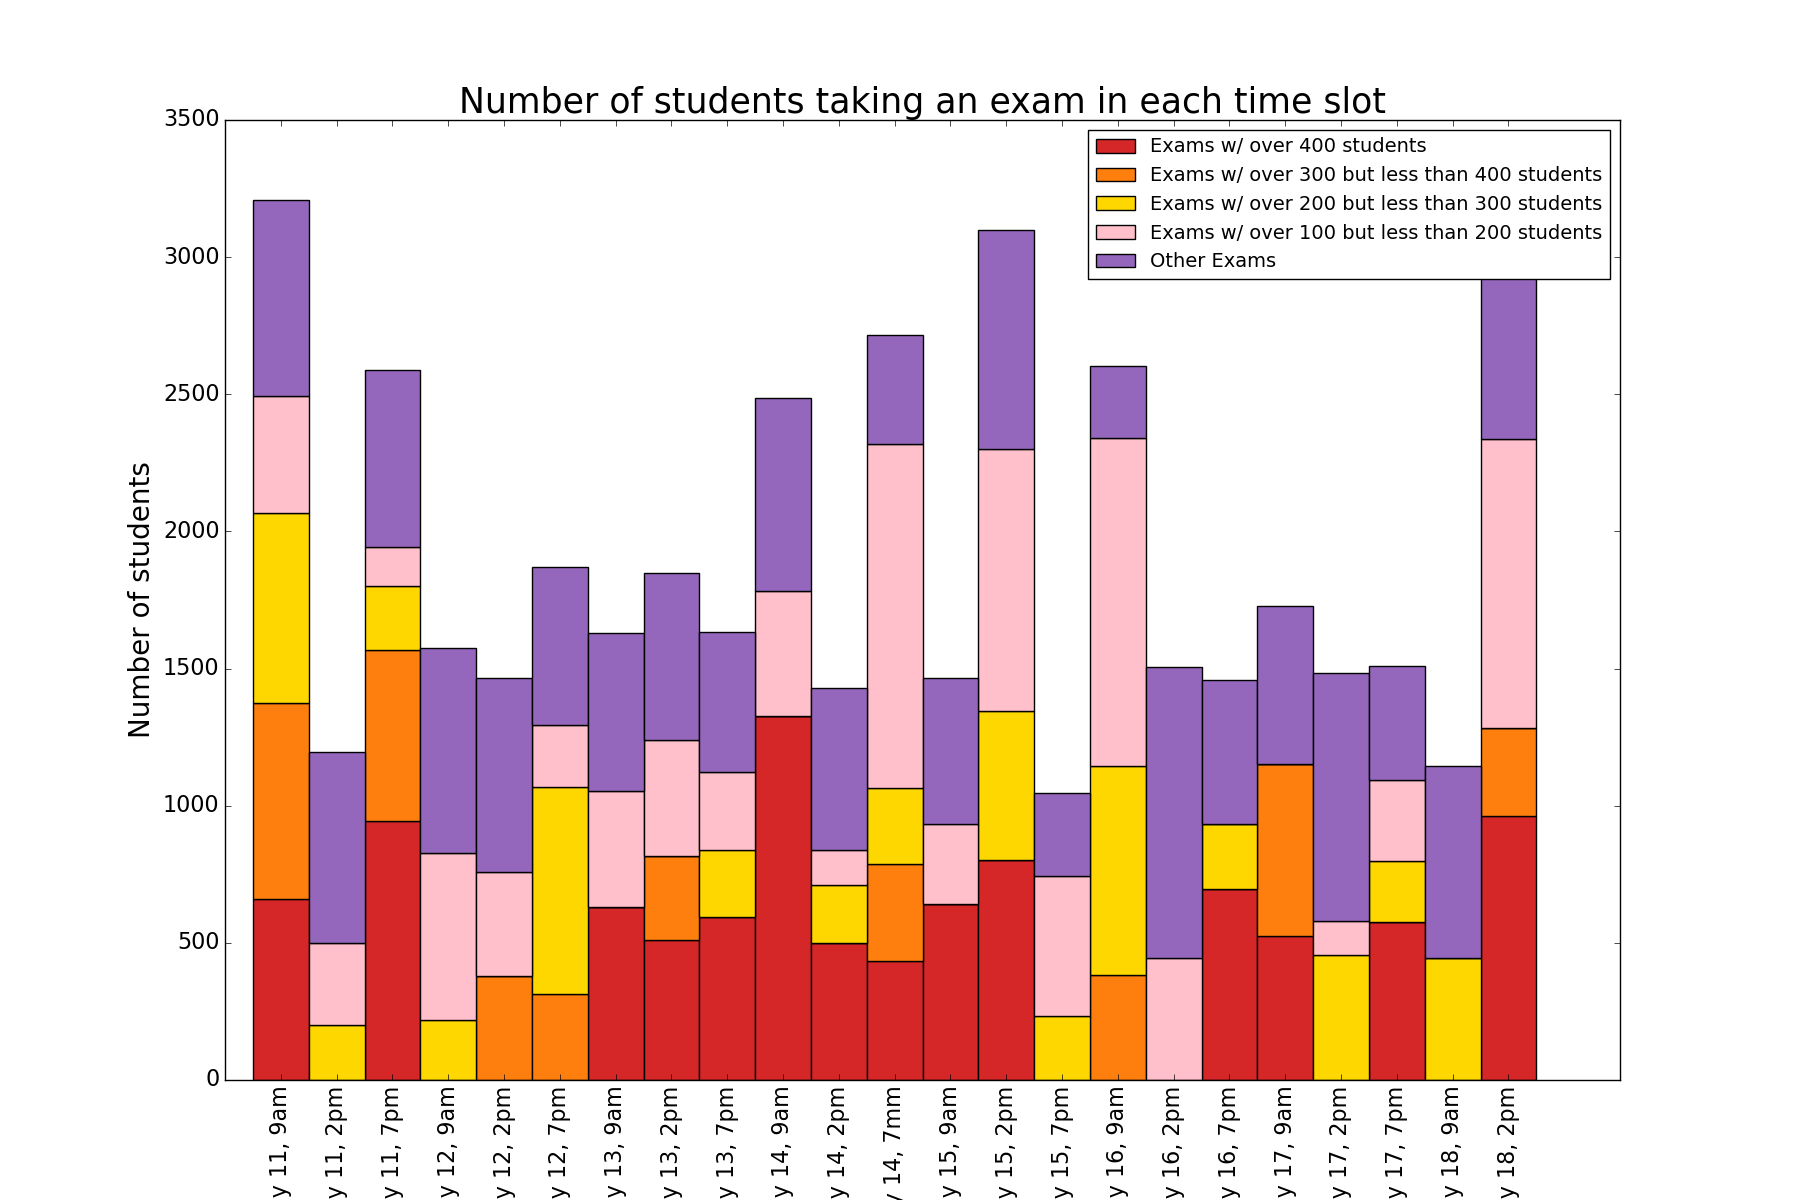 Number of students taking an exam in each time slot
Exams w/ over 400 students
Exams w/ over 300 but less than 400 students
Exams w/ over 200 but less than 300 students
Exams w/ over 100 but less than 200 students
Other Exams
Number of students
3500
3000
2500
2000
1500
1000
500
0
y 11, 9am
y 11, 2pm
y 11, 7pm
y 12, 9am
y 12, 2pm
y 12, 7pm
y 13, 9am
y 13, 2pm
y 13, 7pm
y 14, 9am
y 14, 2pm
y 14, 7mm
y 15, 9am
y 15, 2pm
y 15, 7pm
y 16, 9am
y 16, 2pm
y 16, 7pm
y 17, 9am
y 17, 2pm
y 17, 7pm
y 18, 9am
y 18, 2pm